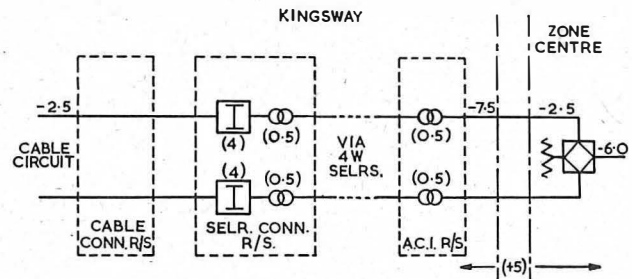 KINGSWAY
ZONE
CENTRE
-2.5
-7.5
-2.5
(4)
(0.5)
(0.5)
CABLE
CIRCUIT
VIA
4W
SELRS.
-6.0
(4)
(0.5)
(0.5)
CABLE
CONN. R/S
SELR. CONN.
R/S.
A.C.I. R/S
(+5)